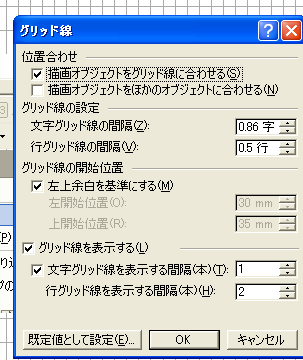 グリッド線
位置合わせ
描画オブジェクトをグリッド線に合わせる(S)
描画オブジェクトをほかのオブジェクトに合わせる(N)
グリッド線の設定
文字グリッド線の間隔(Z): 0.86 字
行グリッド線の間隔(V): 0.5 行
グリッド線の開始位置
左上余白を基準にする(M)
左開始位置(O): 30 mm
上開始位置(R): 35 mm
グリッド線を表示する(L)
文字グリッド線を表示する間隔(本)(T): 1
行グリッド線を表示する間隔(本)(H): 2
既定値として設定(E)... OK キャンセル